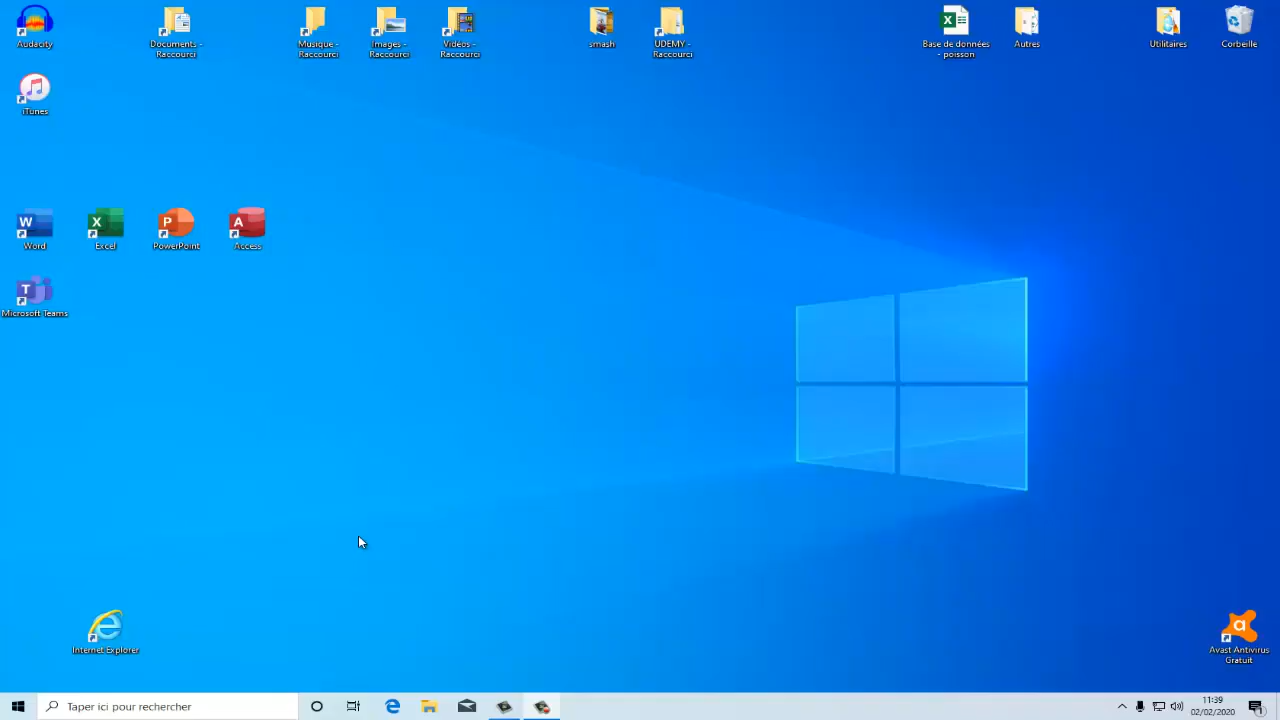 Audacity
Documents -
Raccourci
Musique -
Raccourci
Images -
Raccourci
Vidéos -
Raccourci
smash
UDEMY -
Raccourci
Base de données
- poisson
Autres
Utilitaires
Corbeille
iTunes
W
Word
X
Excel
P
PowerPoint
A
Access
T
Microsoft Teams
Internet Explorer
Avast Antivirus
Gratuit
Taper ici pour rechercher
11:39
02/02/2020